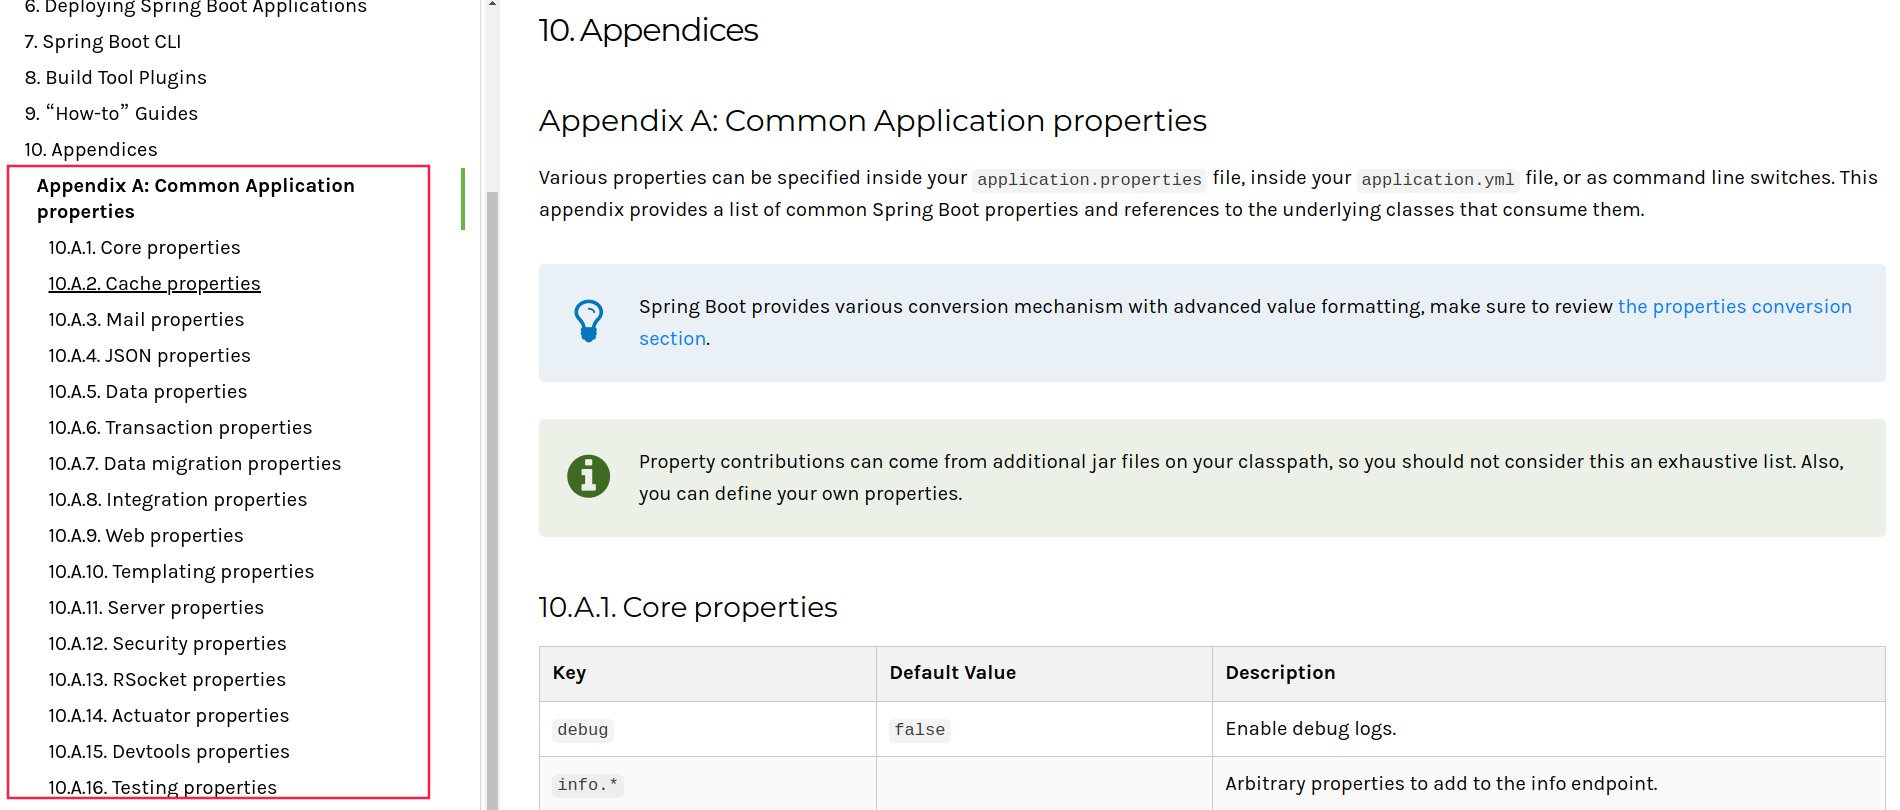 6. Deploying Spring Boot Applications
7. Spring Boot CLI
8. Build Tool Plugins
9. “How-to” Guides
10. Appendices
Appendix A: Common Application
properties
10.A.1. Core properties
10.A.2. Cache properties
10.A.3. Mail properties
10.A.4. JSON properties
10.A.5. Data properties
10.A.6. Transaction properties
10.A.7. Data migration properties
10.A.8. Integration properties
10.A.9. Web properties
10.A.10. Templating properties
10.A.11. Server properties
10.A.12. Security properties
10.A.13. RSocket properties
10.A.14. Actuator properties
10.A.15. Devtools properties
10.A.16. Testing properties
10. Appendices
Appendix A: Common Application properties
Various properties can be specified inside your application.properties file, inside your application.yml file, or as command line switches. This
appendix provides a list of common Spring Boot properties and references to the underlying classes that consume them.
Spring Boot provides various conversion mechanism with advanced value formatting, make sure to review the properties conversion
section.
Property contributions can come from additional jar files on your classpath, so you should not consider this an exhaustive list. Also,
you can define your own properties.
10.A.1. Core properties
Key Default Value Description
debug false Enable debug logs.
info.* Arbitrary properties to add to the info endpoint.